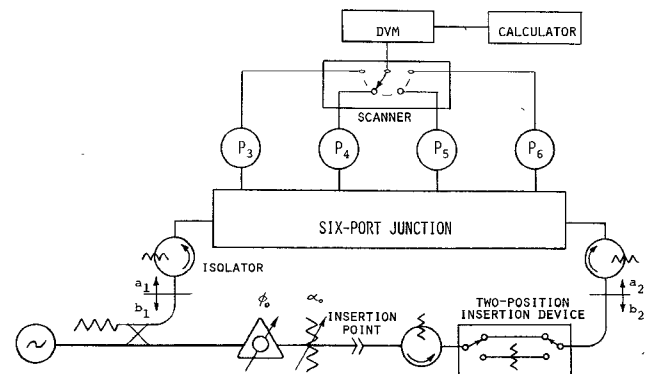 DVM
CALCULATOR
SCANNER
P3
P4
P5
P6
SIX-PORT JUNCTION
ISOLATOR
a1
b1
a2
b2
ϕo
αo
INSERTION
POINT
TWO-POSITION
INSERTION DEVICE